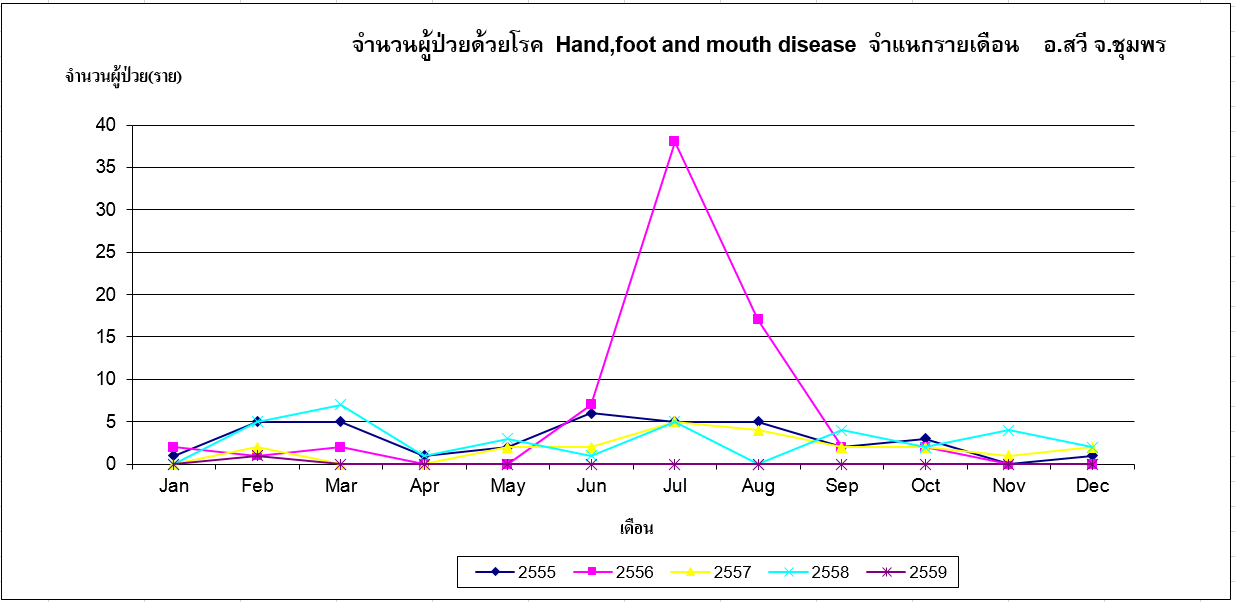 จำนวนผู้ป่วยด้วยโรค Hand,foot and mouth disease จำแนกรายเดือน อ.สวี จ.ชุมพร
จำนวนผู้ป่วย(ราย)
40
35
30
25
20
15
10
5
0
Jan Feb Mar Apr May Jun Jul Aug Sep Oct Nov Dec
เดือน
2555 2556 2557 2558 2559